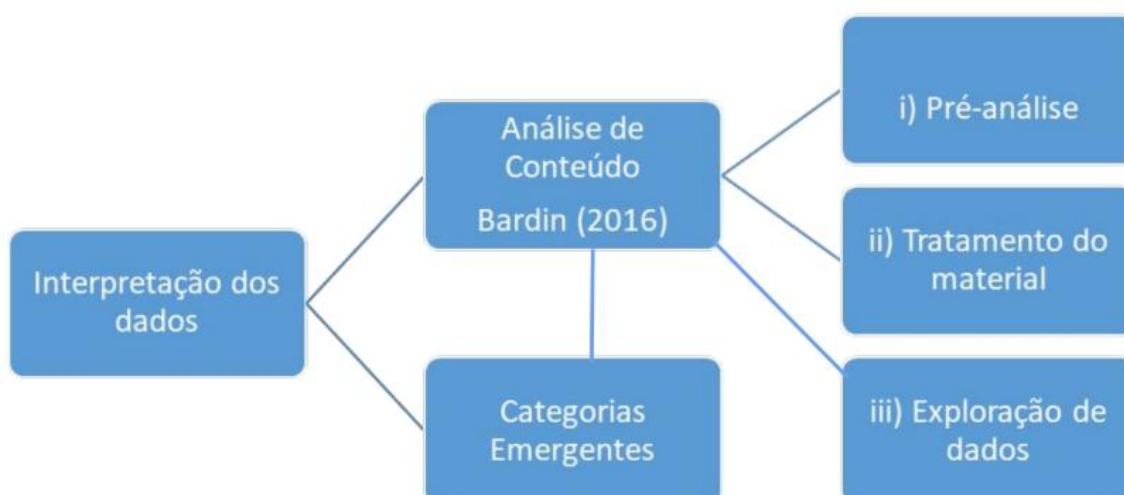 Interpretação dos
dados
Análise de
Conteúdo
Bardin (2016)
Categorias
Emergentes
i) Pré-análise
ii) Tratamento do
material
iii) Exploração de
dados